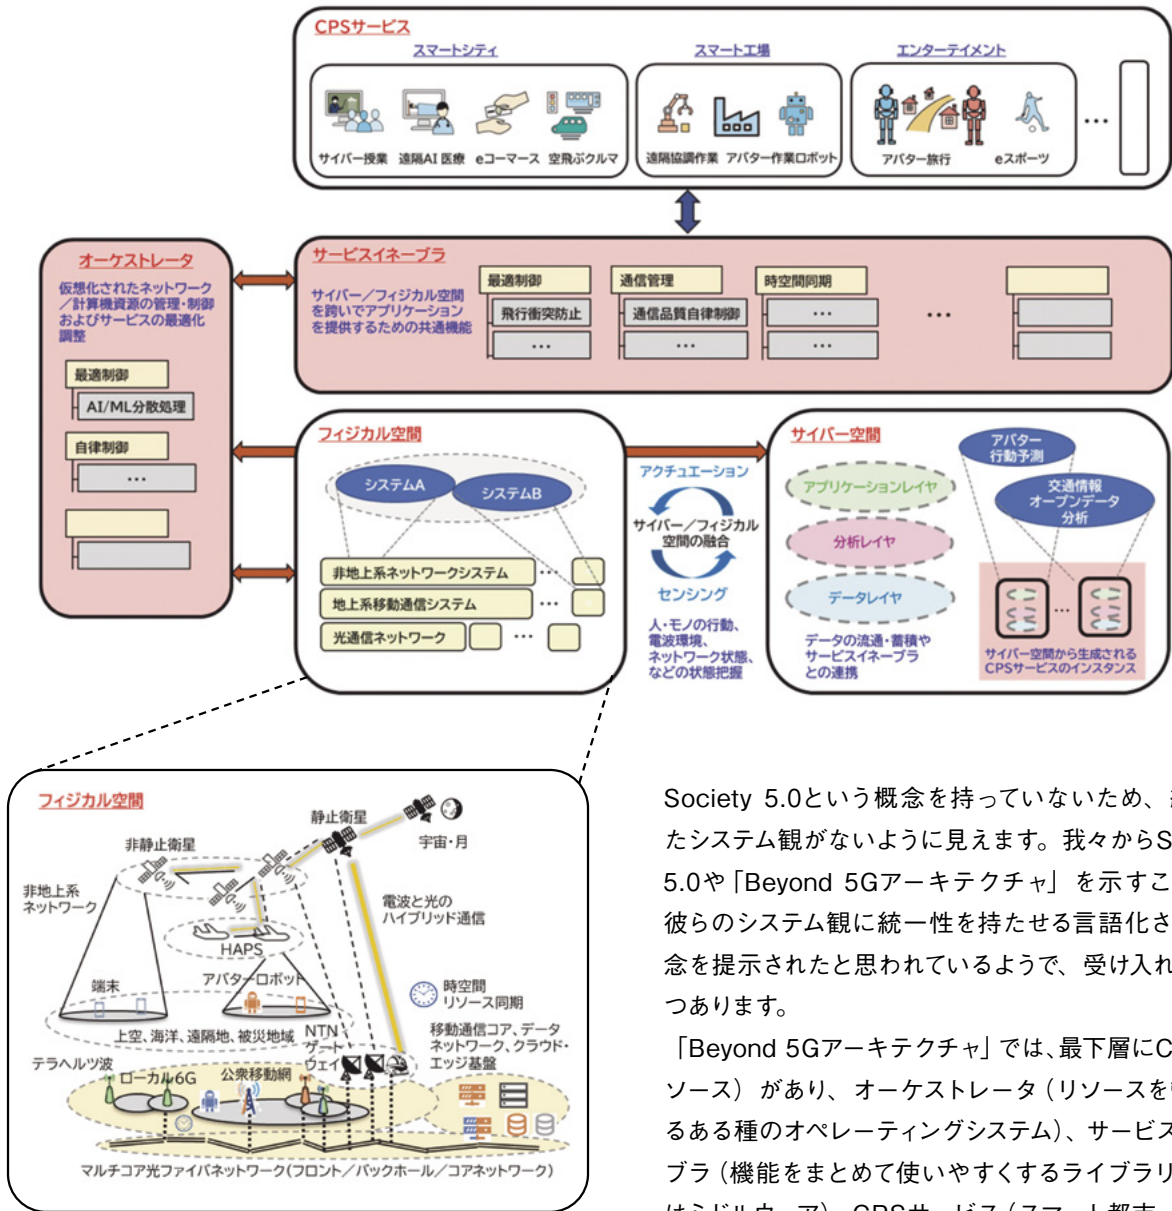 CPSサービス
スマートシティ
スマート工場
エンターテイメント
サイバー授業
遠隔AI 医療
eコーマース
空飛ぶクルマ
遠隔協調作業
アバター作業ロボット
アバター旅行
eスポーツ
...
オーケストレータ
仮想化されたネットワーク
／計算機資源の管理・制御
およびサービスの最適化
調整
最適制御
AI/ML分散処理
自律制御
...
サービスイネーブラ
サイバー／フィジカル空間
を跨いでアプリケーション
を提供するための共通機能
最適制御
飛行衝突防止
...
通信管理
通信品質自律制御
...
時空間同期
...
...
...
フィジカル空間
システムA
システムB
非地上系ネットワークシステム
...
地上系移動通信システム
...
光通信ネットワーク
...
アクチュエーション
サイバー／フィジカル
空間の融合
センシング
人・モノの行動、
電波環境、
ネットワーク状態、
などの状態把握
サイバー空間
アプリケーションレイヤ
分析レイヤ
データレイヤ
データの流通・蓄積や
サービスイネーブラ
との連携
アバター
行動予測
交通情報
オープンデータ
分析
...
サイバー空間から生成される
CPSサービスのインスタンス
フィジカル空間
静止衛星
宇宙・月
非静止衛星
非地上系
ネットワーク
電波と光の
ハイブリッド通信
HAPS
端末
アバターロボット
時空間
リソース同期
上空、海洋、遠隔地、被災地域
NTN
ゲート
ウェイ
移動通信コア、データ
ネットワーク、クラウド・
エッジ基盤
テラヘルツ波
ローカル6G
公衆移動網
マルチコア光ファイバネットワーク(フロント／バックホール／コアネットワーク)
Society 5.0という概念を持っていないため、
たシステム観がないように見えます。我々からS
5.0や「Beyond 5Gアーキテクチャ」を示すこ
彼らのシステム観に統一性を持たせる言語化さ
念を提示されたと思われているようで、受け入れ
つあります。
「Beyond 5Gアーキテクチャ」では、最下層にC
ソース）があり、オーケストレータ（リソースを
るある種のオペレーティングシステム）、サービス
ブラ（機能をまとめて使いやすくするライブラリ
はミドルウェア）、CPSサービス（スマート都市